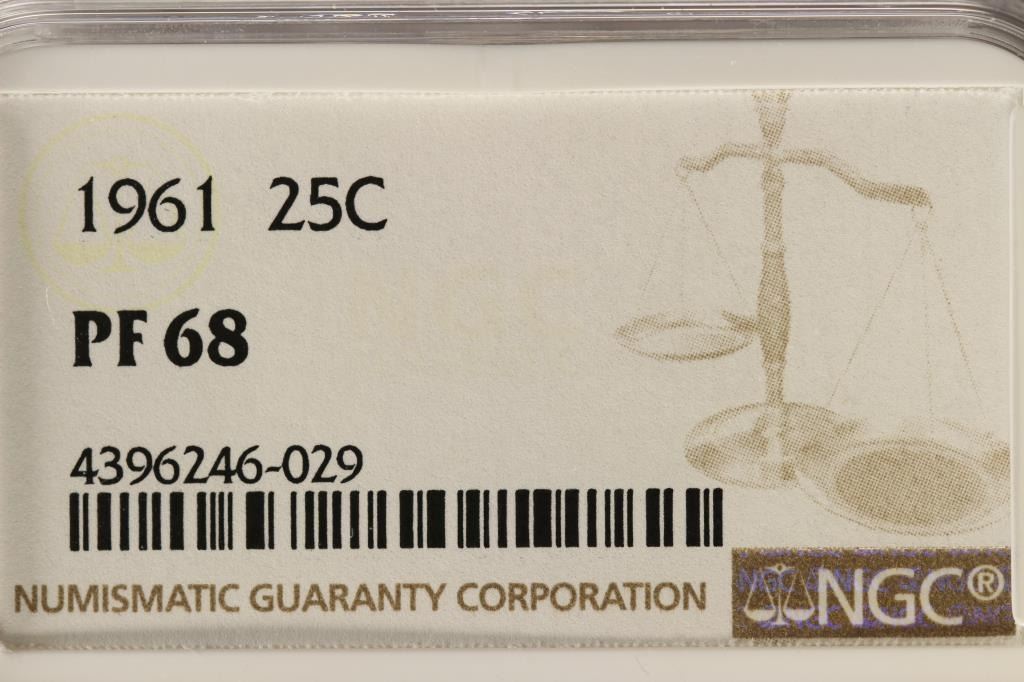 1961 25C
PF 68
4396246-029
NUMISMATIC GUARANTY CORPORATION
NGC®